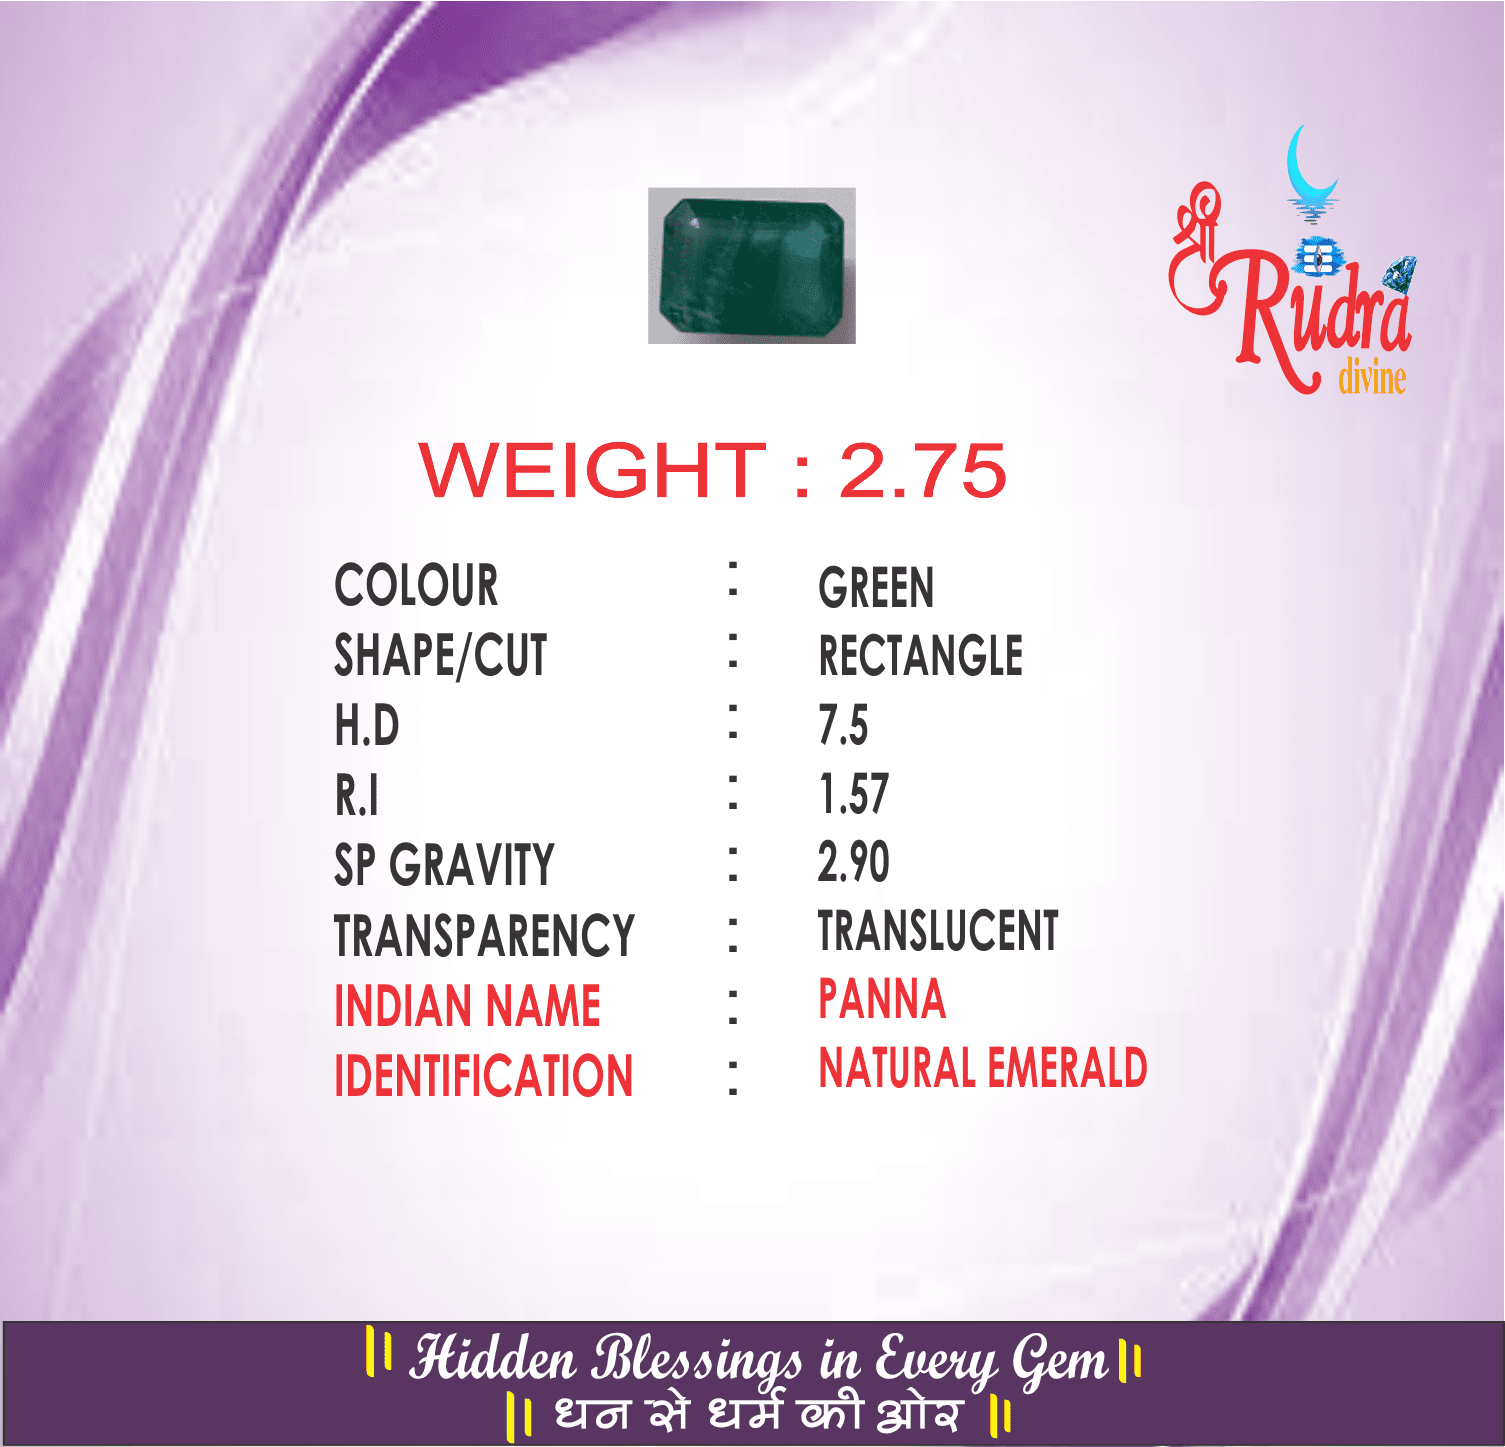 श्री
Rudra
divine
WEIGHT : 2.75
COLOUR : GREEN
SHAPE/CUT : RECTANGLE
H.D : 7.5
R.I : 1.57
SP GRAVITY : 2.90
TRANSPARENCY : TRANSLUCENT
INDIAN NAME : PANNA
IDENTIFICATION : NATURAL EMERALD
|| Hidden Blessings in Every Gem ||
|| धन से धर्म की ओर ||